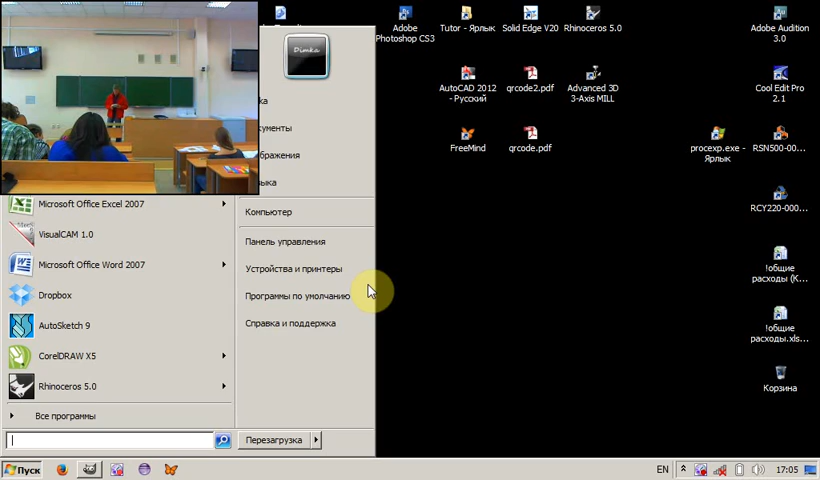 Adobe
Photoshop CS3
Tutor - Ярлык
Solid Edge V20
Rhinoceros 5.0
Adobe Audition
3.0
AutoCAD 2012
- Русский
qrcode2.pdf
Advanced 3D
3-Axis MILL
Cool Edit Pro
2.1
FreeMind
qrcode.pdf
procexp.exe -
Ярлык
RSN500-00...
RCY220-000...
!общие
расходы (K...
!общие
расходы.xls...
Корзина
Dimka
ка
кументы
бражения
зыка
Компьютер
Панель управления
Устройства и принтеры
Программы по умолчанию
Справка и поддержка
Microsoft Office Excel 2007
VisualCAM 1.0
Microsoft Office Word 2007
Dropbox
AutoSketch 9
CorelDRAW X5
Rhinoceros 5.0
Все программы
Перезагрузка
Пуск
EN
17:05